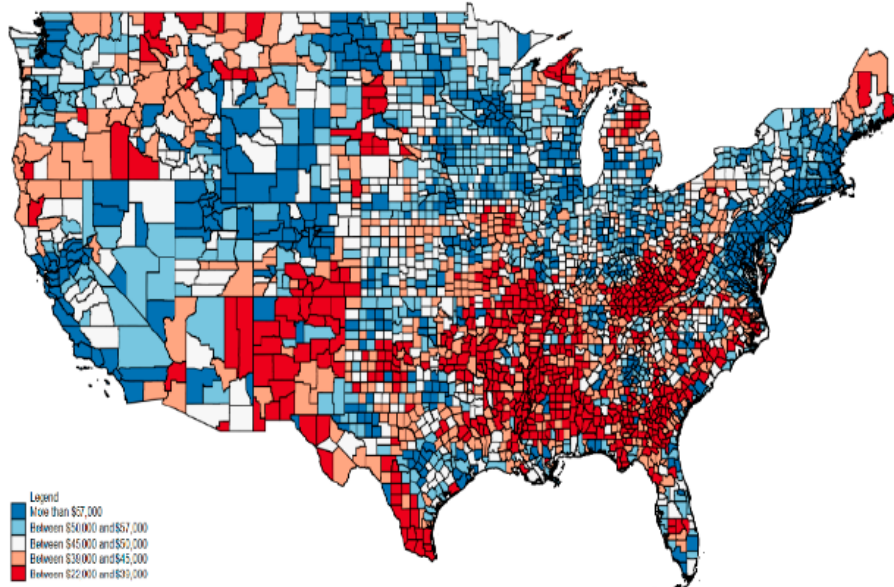 Legend
More than $57,000
Between $50,000 and $57,000
Between $45,000 and $50,000
Between $39,000 and $45,000
Between $22,000 and $39,000